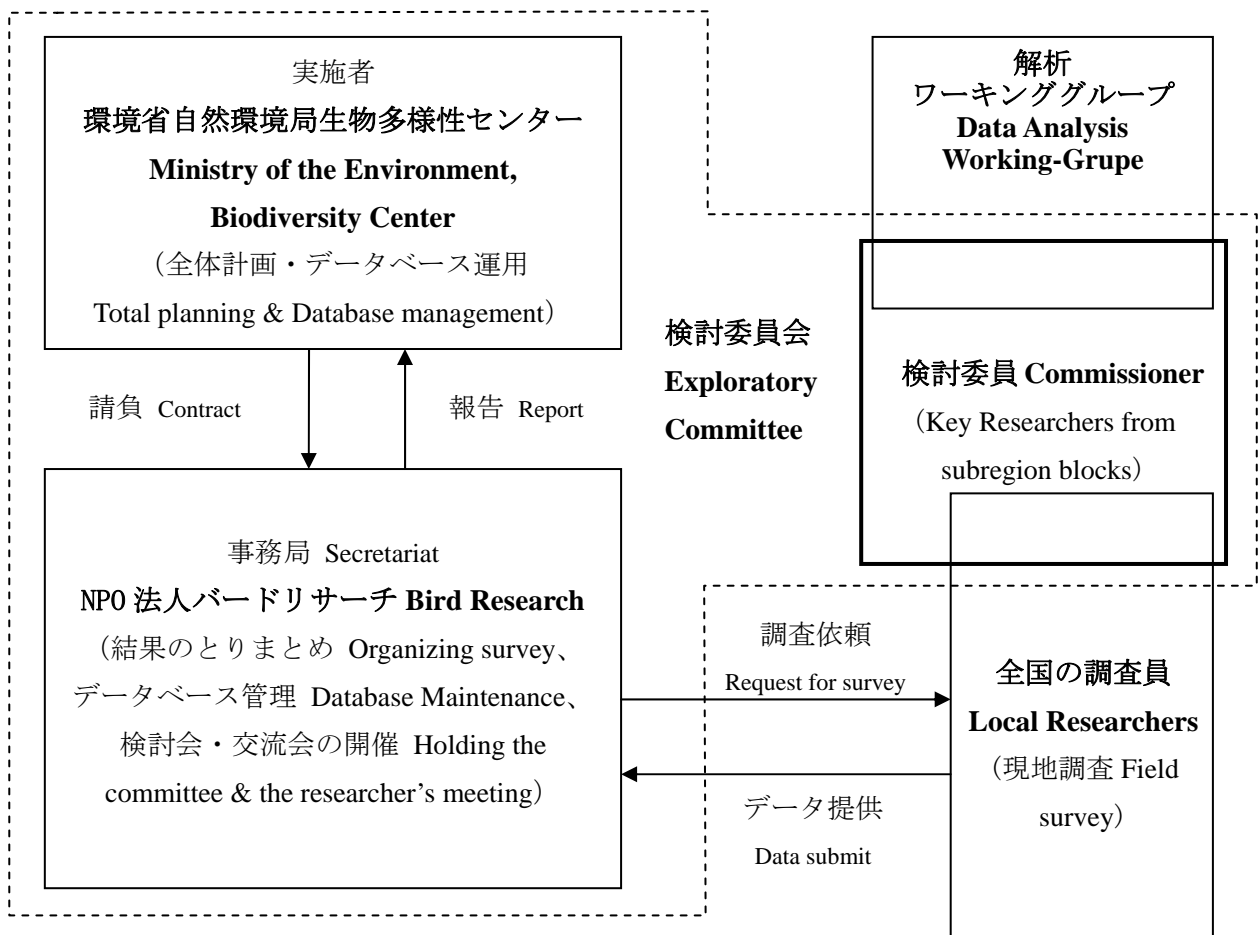 実施者
環境省自然環境局生物多様性センター
Ministry of the Environment,
Biodiversity Center
（全体計画・データベース運用
Total planning & Database management）
請負 Contract
報告 Report
事務局 Secretariat
NPO 法人バードリサーチ Bird Research
（結果のとりまとめ Organizing survey、
データベース管理 Database Maintenance、
検討会・交流会の開催 Holding the
committee & the researcher’s meeting）
検討委員会
Exploratory
Committee
解析
ワーキンググループ
Data Analysis
Working-Grupe
検討委員 Commissioner
（Key Researchers from
subregion blocks）
調査依頼
Request for survey
データ提供
Data submit
全国の調査員
Local Researchers
（現地調査 Field
survey）